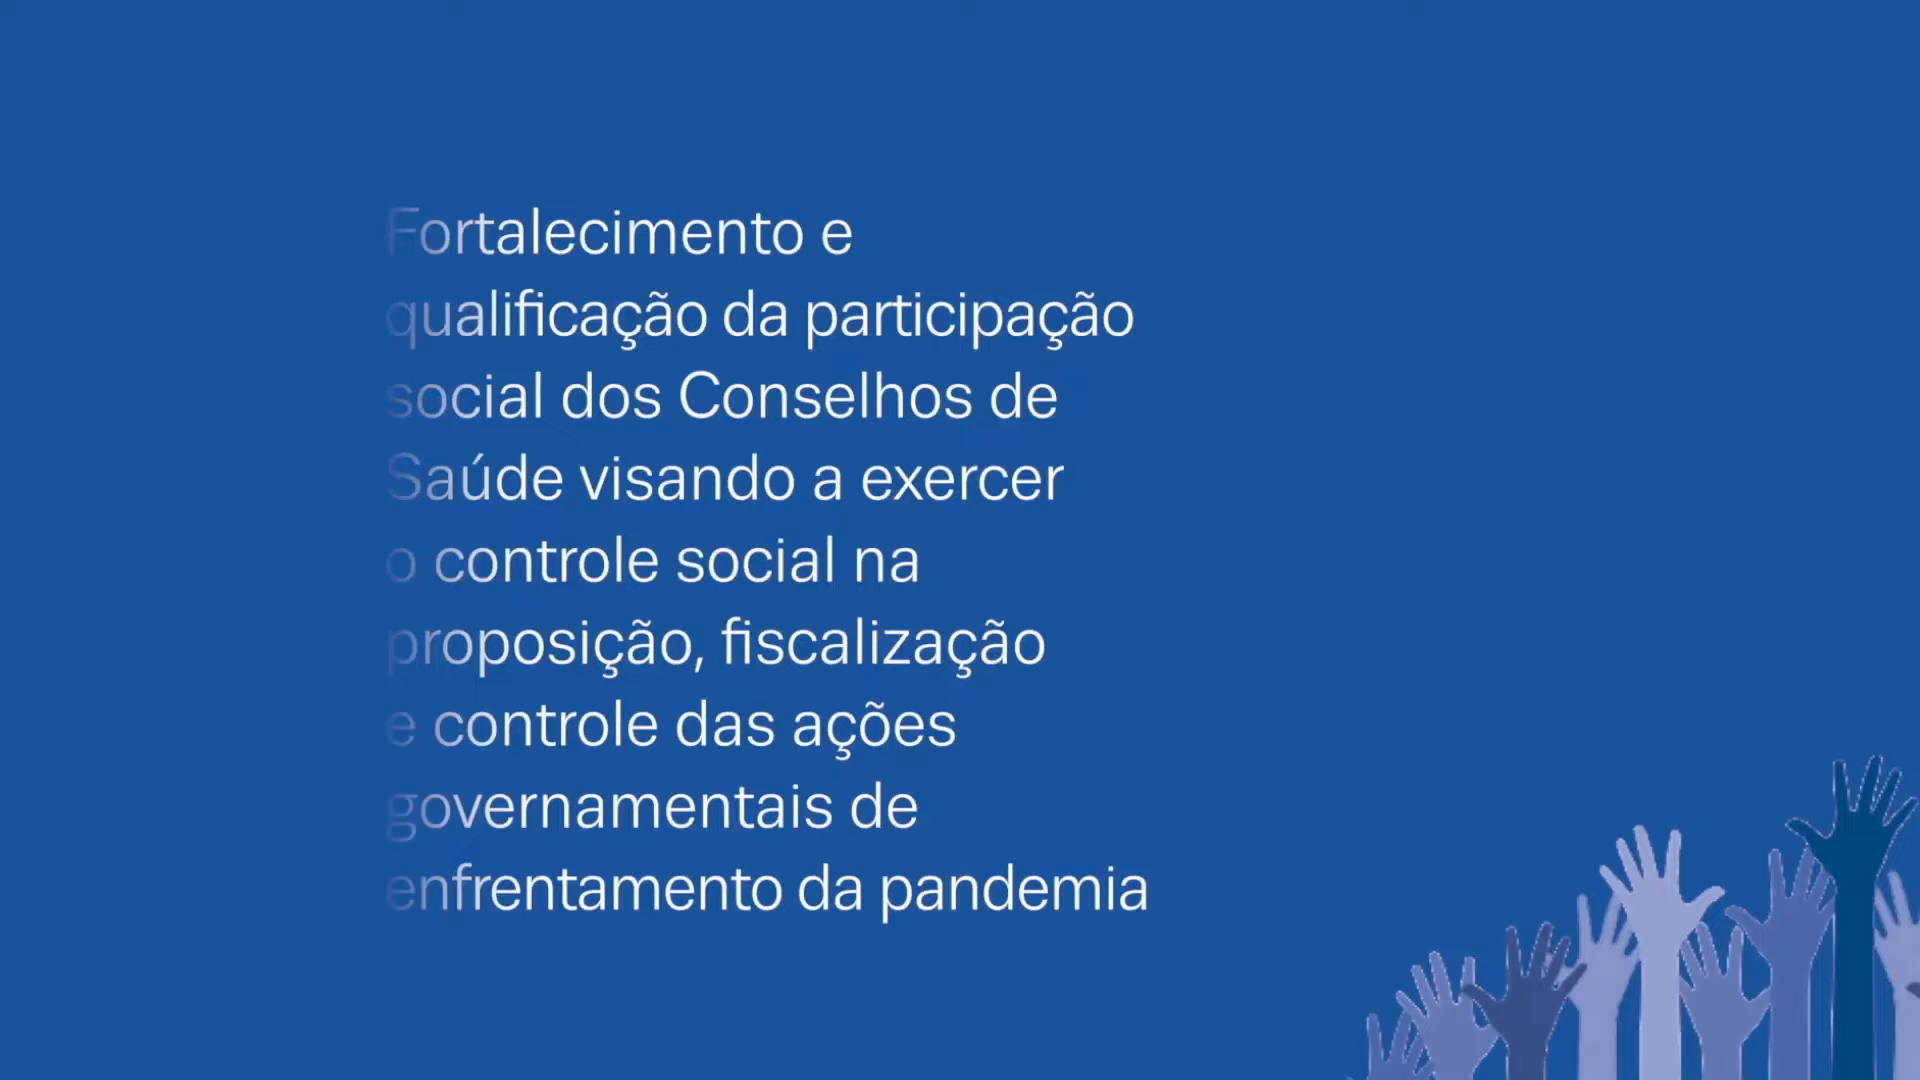 Fortalecimento e
qualificação da participação
social dos Conselhos de
Saúde visando a exercer
o controle social na
proposição, fiscalização
e controle das ações
governamentais de
enfrentamento da pandemia